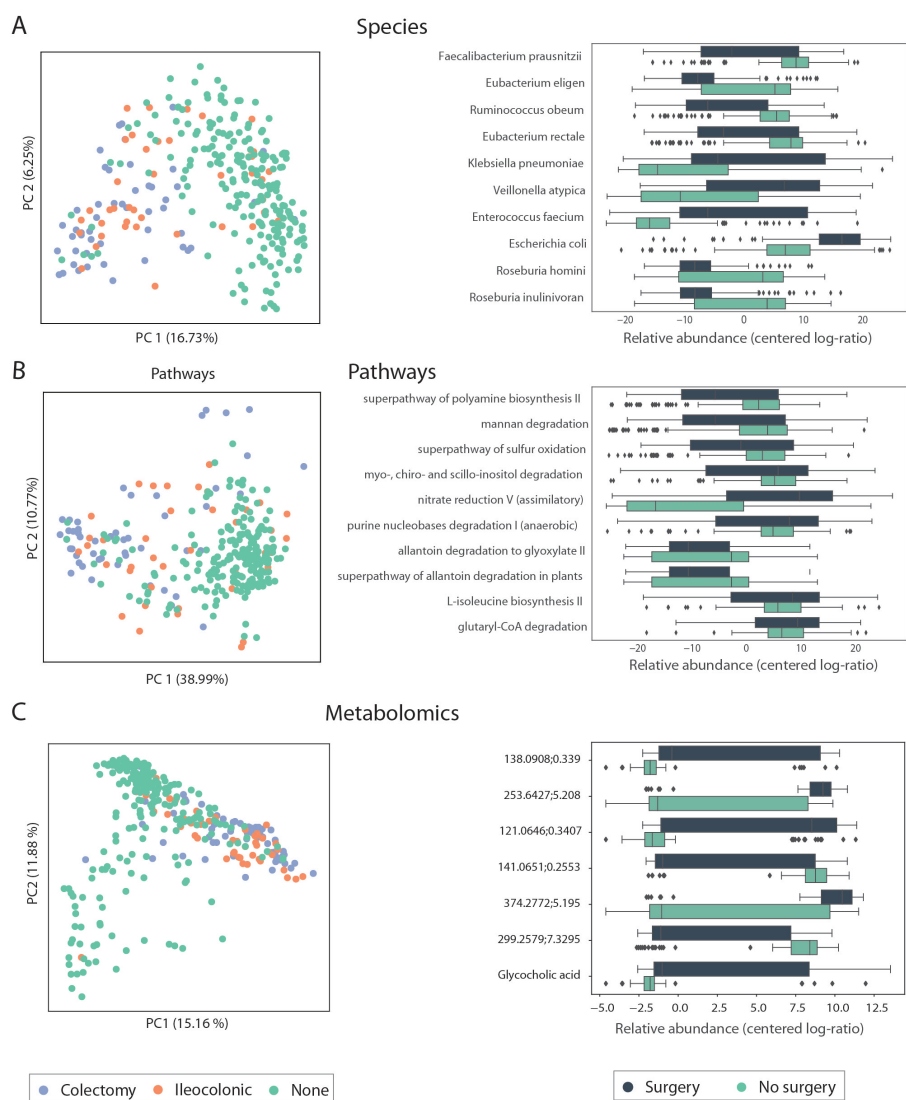 A
Species
PC 2 (6.25%)
PC 1 (16.73%)
Faecalibacterium prausnitzii
Eubacterium eligen
Ruminococcus obeum
Eubacterium rectale
Klebsiella pneumoniae
Veillonella atypica
Enterococcus faecium
Escherichia coli
Roseburia homini
Roseburia inulinivoran
−20 −10 0 10 20
Relative abundance (centered log-ratio)
B
Pathways
Pathways
PC 2 (10.77%)
PC 1 (38.99%)
superpathway of polyamine biosynthesis II
mannan degradation
superpathway of sulfur oxidation
myo-, chiro- and scillo-inositol degradation
nitrate reduction V (assimilatory)
purine nucleobases degradation I (anaerobic)
allantoin degradation to glyoxylate II
superpathway of allantoin degradation in plants
L-isoleucine biosynthesis II
glutaryl-CoA degradation
−20 −10 0 10 20
Relative abundance (centered log-ratio)
C
Metabolomics
PC2 (11.88 %)
PC1 (15.16 %)
138.0908;0.339
253.6427;5.208
121.0646;0.3407
141.0651;0.2553
374.2772;5.195
299.2579;7.3295
Glycocholic acid
−5.0 −2.5 0.0 2.5 5.0 7.5 10.0 12.5
Relative abundance (centered log-ratio)
Colectomy Ileocolonic None
Surgery No surgery